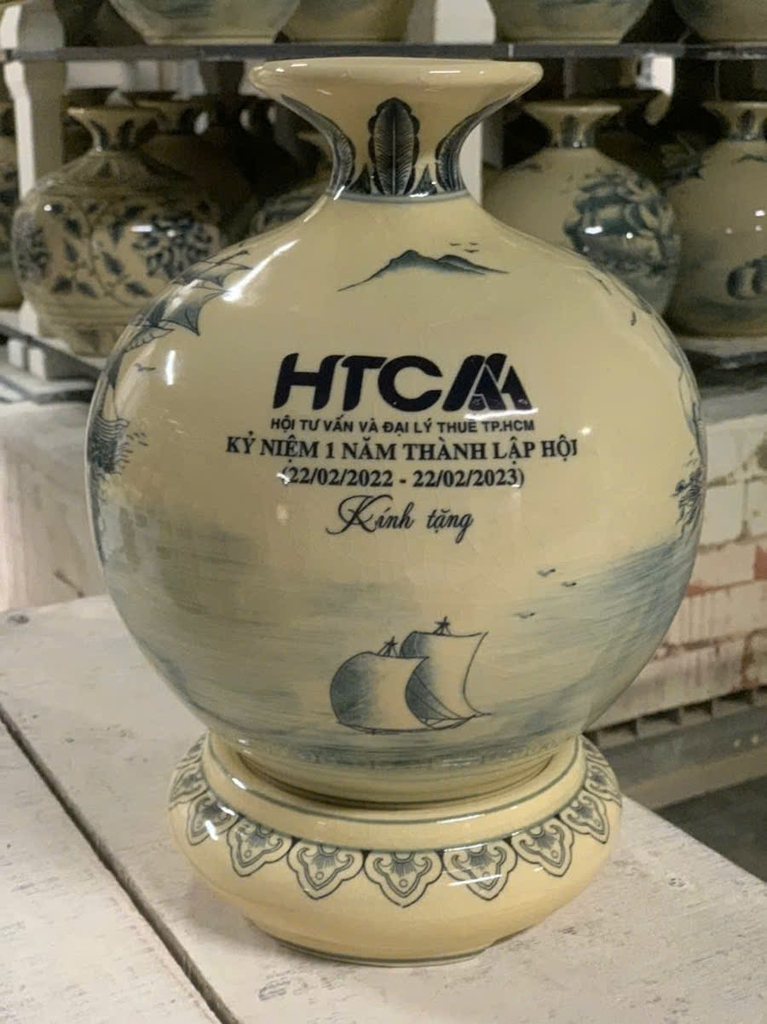 HTCAA
HỘI TƯ VẤN VÀ ĐẠI LÝ THUẾ TP.HCM
KỶ NIỆM 1 NĂM THÀNH LẬP HỘI
(22/02/2022 - 22/02/2023)
Kính tặng